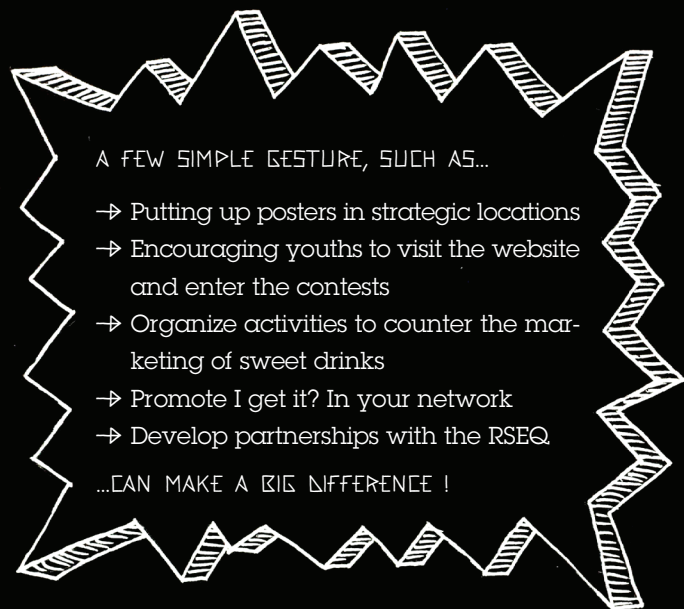 A FEW SIMPLE GESTURE, SUCH AS...
→ Putting up posters in strategic locations
→ Encouraging youths to visit the website
and enter the contests
→ Organize activities to counter the mar-
keting of sweet drinks
→ Promote I get it? In your network
→ Develop partnerships with the RSEQ
...CAN MAKE A BIG DIFFERENCE !